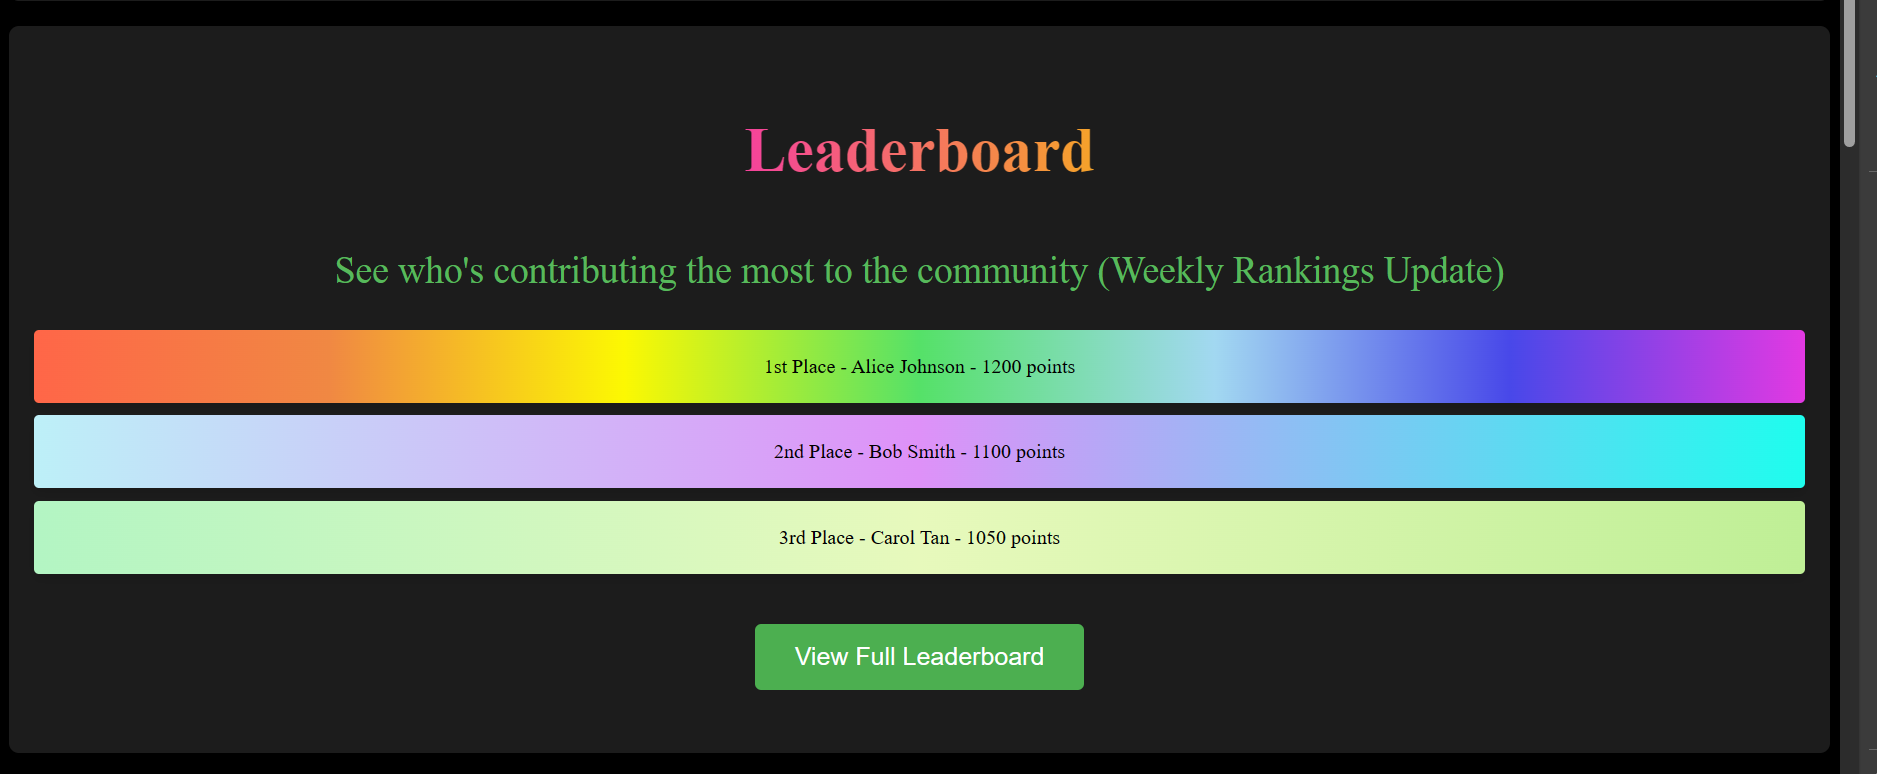 Leaderboard
See who's contributing the most to the community (Weekly Rankings Update)
1st Place - Alice Johnson - 1200 points
2nd Place - Bob Smith - 1100 points
3rd Place - Carol Tan - 1050 points
View Full Leaderboard